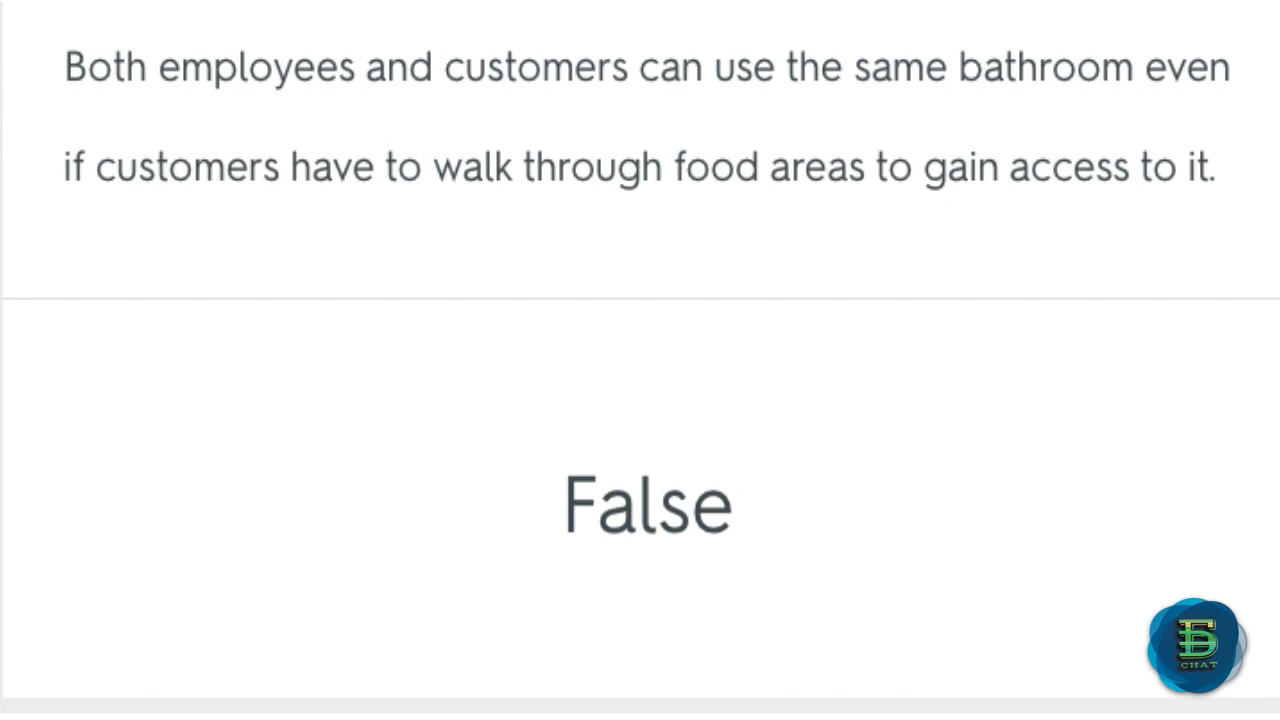 Both employees and customers can use the same bathroom even
if customers have to walk through food areas to gain access to it.
False
CHAT